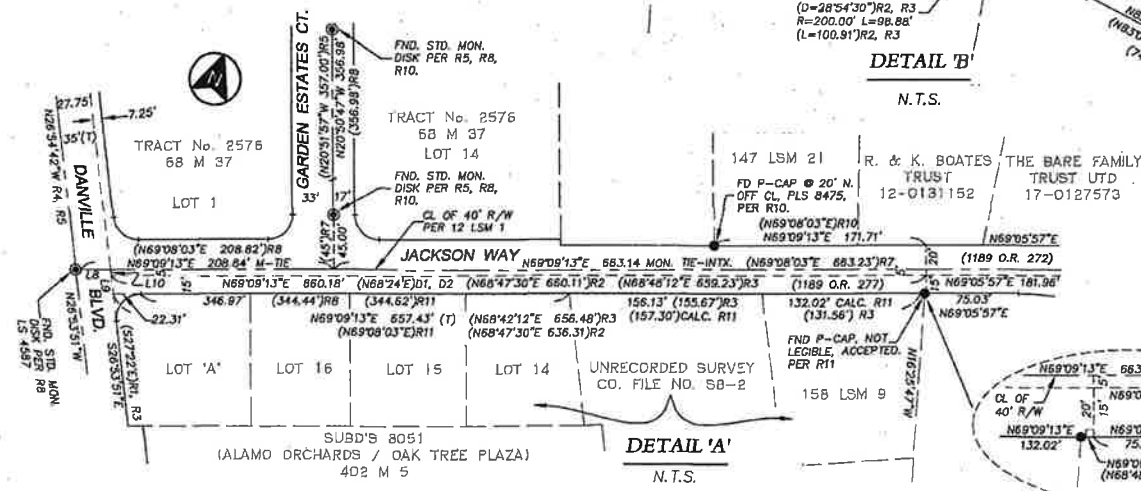 (D=28°54'30")R2, R3
R=200.00' L=98.88'
(L=100.91')R2, R3
DETAIL 'B'
N.T.S.
N
27.75'
7.25'
35'(T)
N26°54'42"W R4, R5
DANVILLE
BLVD.
TRACT No. 2576
68 M 37
LOT 1
GARDEN ESTATES CT.
33'
17'
(N20°51'57"W 357.00')R5
N20°50'47"W 356.98'
(356.98')R8
(45')R7
45.00'
FND. STD. MON.
DISK PER R5, R8,
R10.
TRACT No. 2576
68 M 37
LOT 14
FND. STD. MON.
DISK PER R5, R8,
R10.
CL OF 40' R/W
PER 12 LSM 1
147 LSM 21
FD P-CAP @ 20' N.
OFF CL, PLS 8475,
PER R10.
R. & K. BOATES
TRUST
12-0131152
THE BARE FAMILY
TRUST UTD
17-0127573
(N69°08'03"E)R10
N69°09'13"E 171.71'
N69°05'57"E
(N69°08'03"E 208.82')R8
N69°09'13"E 208.84' M-TIE
JACKSON WAY
N69°09'13"E 663.14 MON. TIE-INTX.
(N69°08'03"E 663.23')R7
20'
(1189 O.R. 272)
L8
L9
L10
5'
15'
N69°09'13"E 860.18'
(N68°24'E)D1, D2
(N68°47'30"E 660.11')R2
(N68°48'12"E 659.23')R3
(1189 O.R. 277)
5'
15'
N69°05'57"E 181.96'
346.97'
(344.44')R8
(344.62')R11
156.13' (155.67')R3
132.02' CALC. R11
75.03'
22.31'
N69°09'13"E 657.43' (T)
(N68°42'12"E 656.48')R3
(157.30')CALC. R11
(131.56') R3
N69°05'57"E
(N69°08'03"E)R11
(N68°47'30"E 636.31')R2
FND. STD. MON.
DISK PER R8
LS 4587
N26°53'51"W
S26°53'51"E
(S27°22'E)R1, R3
LOT 'A'
LOT 16
LOT 15
LOT 14
UNRECORDED SURVEY
CO. FILE NO. SB-2
FND P-CAP, NOT
LEGIBLE, ACCEPTED.
PER R11
158 LSM 9
N16°25'47"W
SUBD'S 8051
(ALAMO ORCHARDS / OAK TREE PLAZA)
402 M 5
DETAIL 'A'
N.T.S.
N69°09'13"E 663
CL OF
40' R/W
5'
20'
15'
N69°09'13"E
132.02'